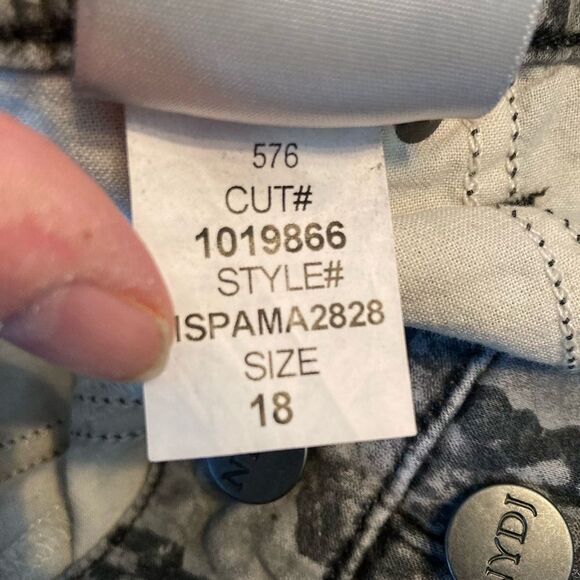 576
CUT#
1019866
STYLE#
ISPAMA2828
SIZE
18
NYDJ